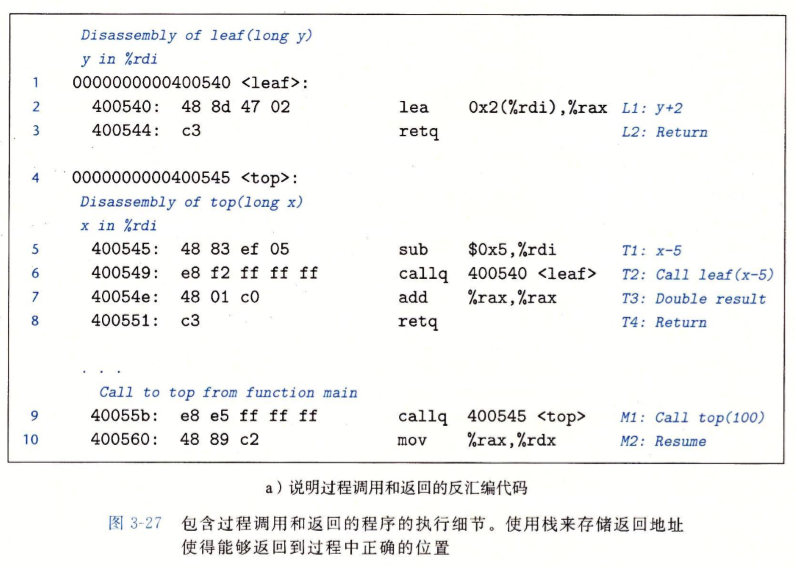 Disassembly of leaf(long y)
y in %rdi
1 0000000000400540 <leaf>:
2 400540: 48 8d 47 02 lea 0x2(%rdi),%rax L1: y+2
3 400544: c3 retq L2: Return
4 0000000000400545 <top>:
Disassembly of top(long x)
x in %rdi
5 400545: 48 83 ef 05 sub $0x5,%rdi T1: x-5
6 400549: e8 f2 ff ff ff callq 400540 <leaf> T2: Call leaf(x-5)
7 40054e: 48 01 c0 add %rax,%rax T3: Double result
8 400551: c3 retq T4: Return
. . .
Call to top from function main
9 40055b: e8 e5 ff ff ff callq 400545 <top> M1: Call top(100)
10 400560: 48 89 c2 mov %rax,%rdx M2: Resume
a）说明过程调用和返回的反汇编代码
图 3-27 包含过程调用和返回的程序的执行细节。使用栈来存储返回地址
使得能够返回到过程中正确的位置